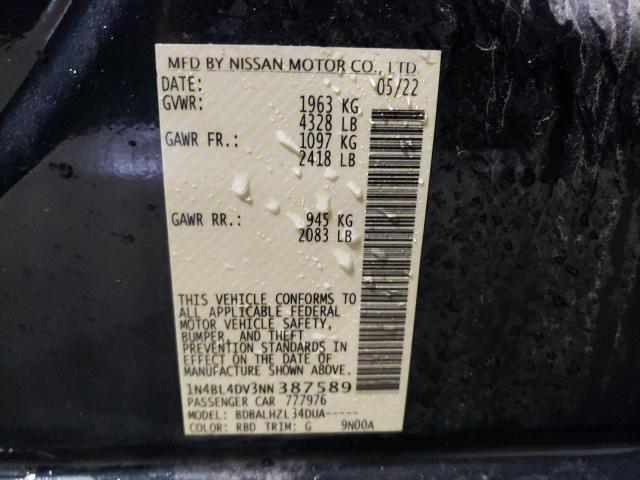 MFD BY NISSAN MOTOR CO., LTD.
DATE: 05/22
GVWR: 1963 KG
4328 LB
GAWR FR.: 1097 KG
2418 LB
GAWR RR.: 945 KG
2083 LB
THIS VEHICLE CONFORMS TO
ALL APPLICABLE FEDERAL
MOTOR VEHICLE SAFETY,
BUMPER, AND THEFT
PREVENTION STANDARDS IN
EFFECT ON THE DATE OF
MANUFACTURE SHOWN ABOVE.
1N4BL4DV3NN387589
PASSENGER CAR 777976
MODEL: BDBALHZL34DUA-----
COLOR: RBD TRIM: G 9N00A